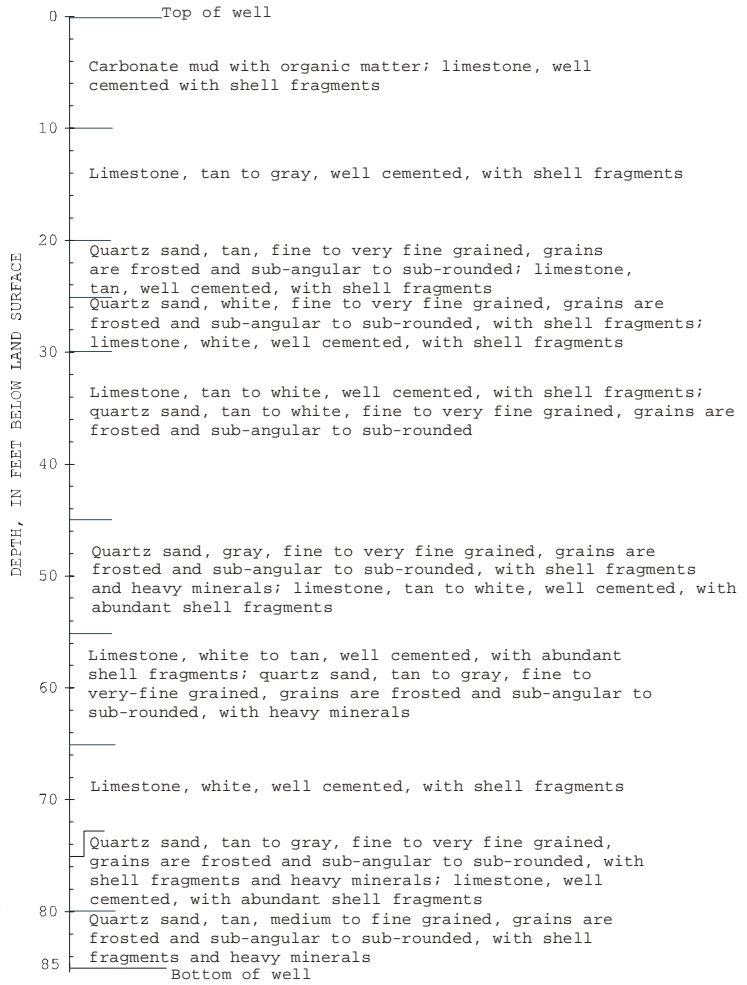 0
Top of well
Carbonate mud with organic matter; limestone, well
cemented with shell fragments
10
Limestone, tan to gray, well cemented, with shell fragments
20
Quartz sand, tan, fine to very fine grained, grains
are frosted and sub-angular to sub-rounded; limestone,
tan, well cemented, with shell fragments
Quartz sand, white, fine to very fine grained, grains are
frosted and sub-angular to sub-rounded, with shell fragments;
limestone, white, well cemented, with shell fragments
30
Limestone, tan to white, well cemented, with shell fragments;
quartz sand, tan to white, fine to very fine grained, grains are
frosted and sub-angular to sub-rounded
40
Quartz sand, gray, fine to very fine grained, grains are
frosted and sub-angular to sub-rounded, with shell fragments
and heavy minerals; limestone, tan to white, well cemented, with
abundant shell fragments
50
Limestone, white to tan, well cemented, with abundant
shell fragments; quartz sand, tan to gray, fine to
very-fine grained, grains are frosted and sub-angular to
sub-rounded, with heavy minerals
60
Limestone, white, well cemented, with shell fragments
70
Quartz sand, tan to gray, fine to very fine grained,
grains are frosted and sub-angular to sub-rounded, with
shell fragments and heavy minerals; limestone, well
cemented, with abundant shell fragments
80
Quartz sand, tan, medium to fine grained, grains are
frosted and sub-angular to sub-rounded, with shell
fragments and heavy minerals
85
Bottom of well
DEPTH, IN FEET BELOW LAND SURFACE